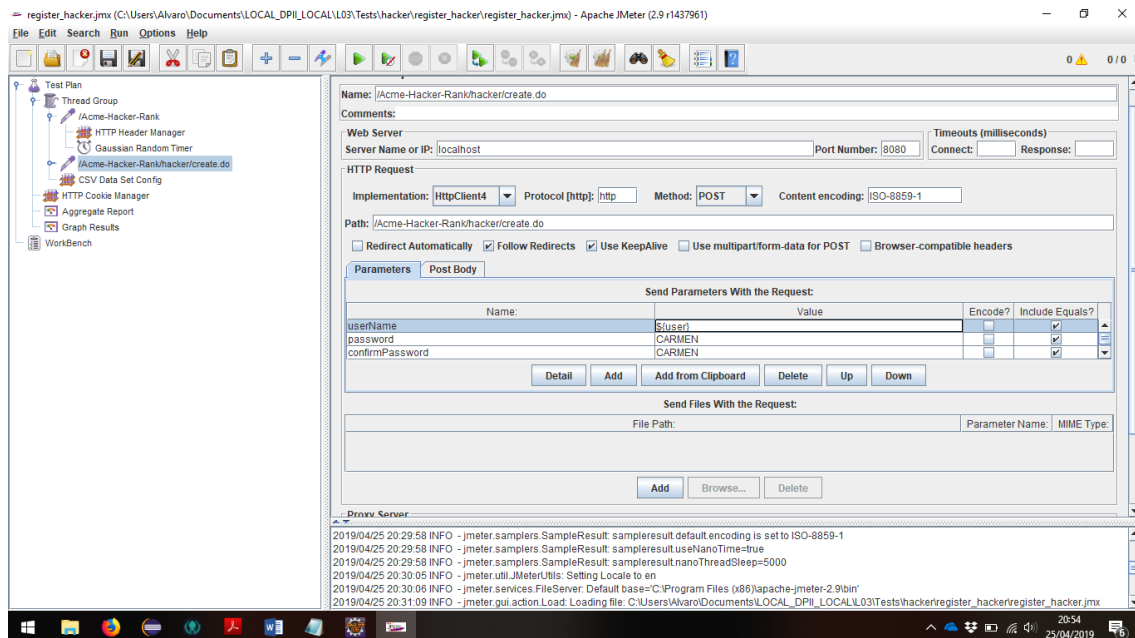 register_hacker.jmx (C:\Users\Alvaro\Documents\LOCAL_DPII_LOCAL\L03\Tests\hacker\register_hacker\register_hacker.jmx) - Apache JMeter (2.9 r1437961)
File Edit Search Run Options Help
0 0 / 0
Test Plan
Thread Group
/Acme-Hacker-Rank
HTTP Header Manager
Gaussian Random Timer
/Acme-Hacker-Rank/hacker/create.do
CSV Data Set Config
HTTP Cookie Manager
Aggregate Report
Graph Results
WorkBench
Name: /Acme-Hacker-Rank/hacker/create.do
Comments:
Web Server
Server Name or IP: localhost Port Number: 8080
Timeouts (milliseconds)
Connect: Response:
HTTP Request
Implementation: HttpClient4 Protocol [http]: http Method: POST Content encoding: ISO-8859-1
Path: /Acme-Hacker-Rank/hacker/create.do
Redirect Automatically Follow Redirects Use KeepAlive Use multipart/form-data for POST Browser-compatible headers
Parameters Post Body
Send Parameters With the Request:
Name: Value Encode? Include Equals?
userName ${user}
password CARMEN
confirmPassword CARMEN
Detail Add Add from Clipboard Delete Up Down
Send Files With the Request:
File Path: Parameter Name: MIME Type:
Add Browse... Delete
Proxy Server
2019/04/25 20:29:58 INFO - jmeter.samplers.SampleResult: sampleresult.default.encoding is set to ISO-8859-1
2019/04/25 20:29:58 INFO - jmeter.samplers.SampleResult: sampleresult.useNanoTime=true
2019/04/25 20:29:58 INFO - jmeter.samplers.SampleResult: sampleresult.nanoThreadSleep=5000
2019/04/25 20:30:05 INFO - jmeter.util.JMeterUtils: Setting Locale to en
2019/04/25 20:30:06 INFO - jmeter.services.FileServer: Default base='C:\Program Files (x86)\apache-jmeter-2.9\bin'
2019/04/25 20:31:09 INFO - jmeter.gui.action.Load: Loading file: C:\Users\Alvaro\Documents\LOCAL_DPII_LOCAL\L03\Tests\hacker\register_hacker\register_hacker.jmx
20:54
25/04/2019
6